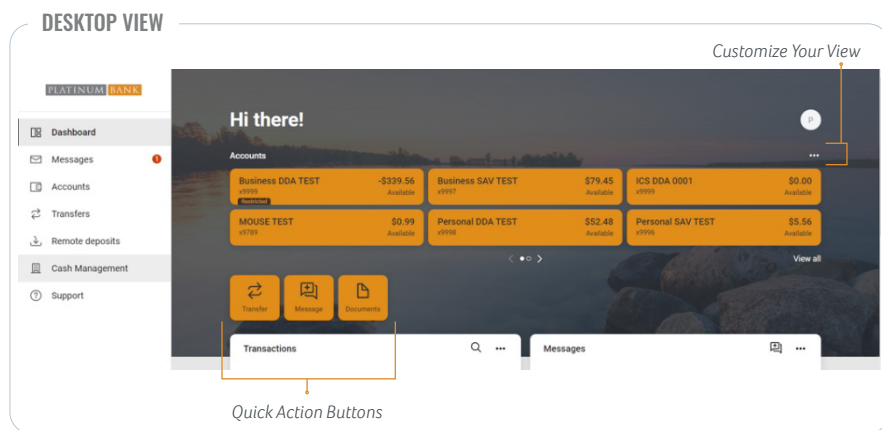 DESKTOP VIEW
Customize Your View
PLATINUM BANK
Hi there!
P
Dashboard
Messages 1
Accounts
Transfers
Remote deposits
Cash Management
Support
Accounts
Business DDA TEST -$339.56
x9999 Available
Restricted
Business SAV TEST $79.45
x9997 Available
ICS DDA 0001 $0.00
x9999 Available
MOUSE TEST $0.99
x9789 Available
Personal DDA TEST $52.48
x9998 Available
Personal SAV TEST $5.56
x9996 Available
View all
Transfer
Message
Documents
Transactions
Messages
Quick Action Buttons